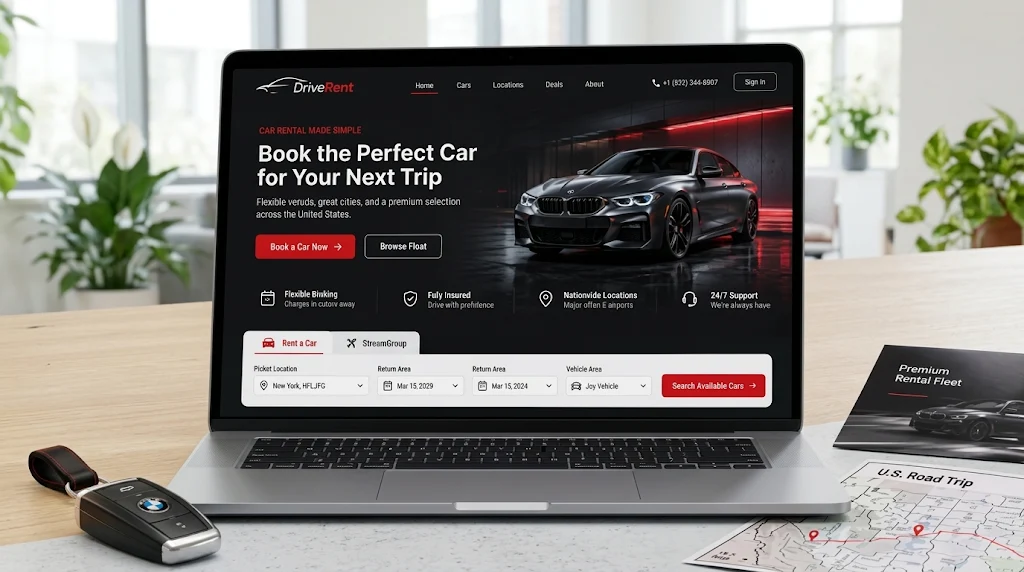 DriveRent
Home
Cars
Locations
Deals
About
+1 (832) 344-8907
Sign In
CAR RENTAL MADE SIMPLE
Book the Perfect Car
for Your Next Trip
Flexible veruds, great cities, and a premium selection
across the United States.
Book a Car Now →
Browse Float
Flexible Binking
Charges in cutorv away
Fully Insured
Drive with prefitrence
Nationwide Locations
Major offen E anports
24/7 Support
We're always have
Rent a Car
StreamGroup
Picket Location
Return Area
Return Area
Vehicle Area
New York, HFLJFG
Mar 15, 2029
Mar 15, 2024
Joy Vehicle
Search Available Cars →
Premium
Rental Fleet
U.S. Road Trip
BMW